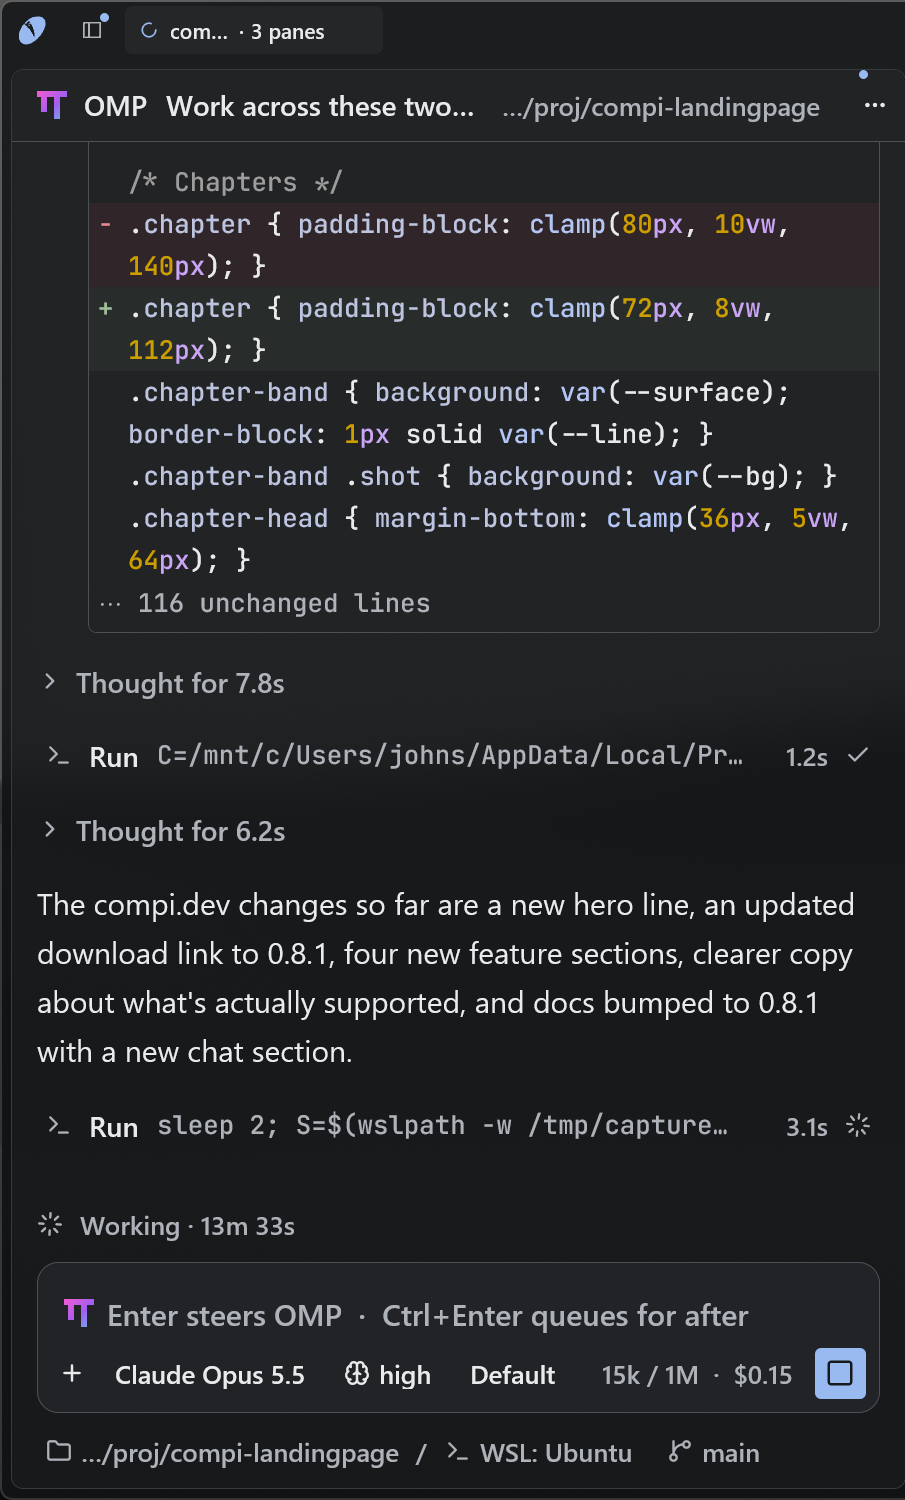 com... · 3 panes
OMP Work across these two... .../proj/compi-landingpage ...
/* Chapters */
- .chapter { padding-block: clamp(80px, 10vw,
140px); }
+ .chapter { padding-block: clamp(72px, 8vw,
112px); }
.chapter-band { background: var(--surface);
border-block: 1px solid var(--line); }
.chapter-band .shot { background: var(--bg); }
.chapter-head { margin-bottom: clamp(36px, 5vw,
64px); }
... 116 unchanged lines
> Thought for 7.8s
>_ Run C=/mnt/c/Users/johns/AppData/Local/Pr... 1.2s ✓
> Thought for 6.2s
The compi.dev changes so far are a new hero line, an updated
download link to 0.8.1, four new feature sections, clearer copy
about what's actually supported, and docs bumped to 0.8.1
with a new chat section.
>_ Run sleep 2; S=$(wslpath -w /tmp/capture... 3.1s
Working · 13m 33s
Enter steers OMP · Ctrl+Enter queues for after
+ Claude Opus 5.5 high Default 15k / 1M · $0.15
.../proj/compi-landingpage / >_ WSL: Ubuntu main